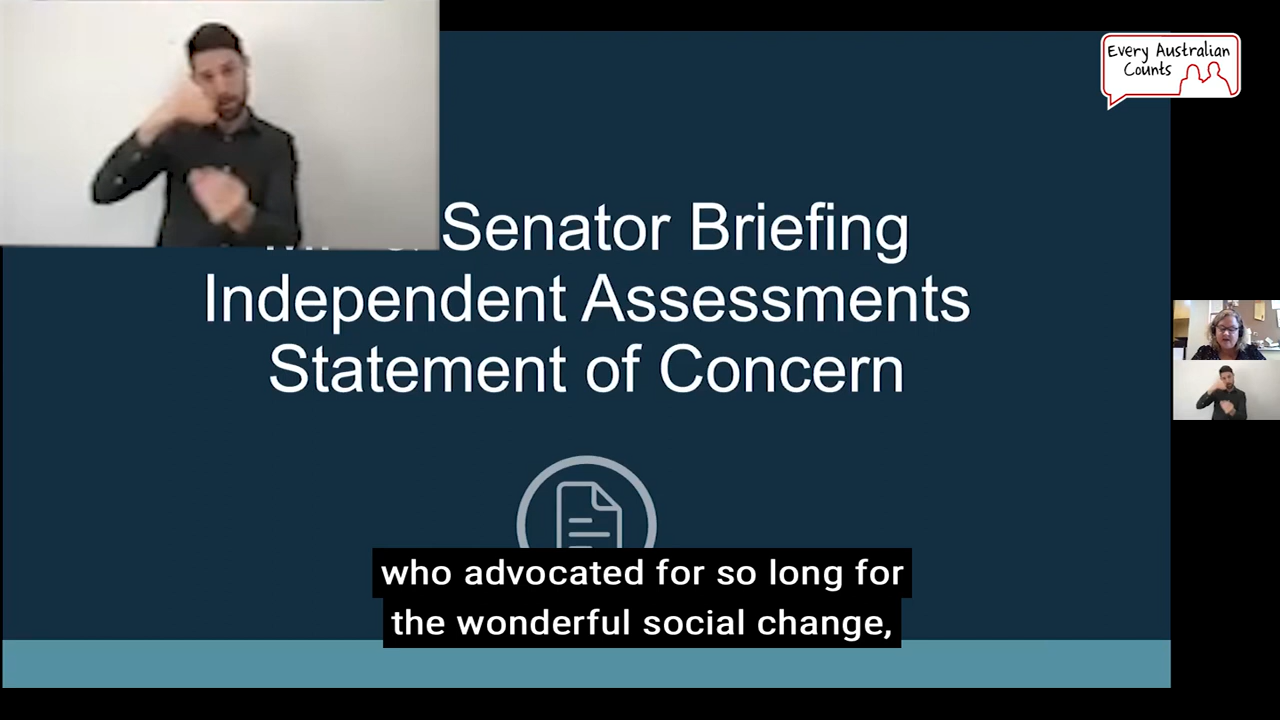 Every Australian
Counts
Senator Briefing
Independent Assessments
Statement of Concern
who advocated for so long for
the wonderful social change,